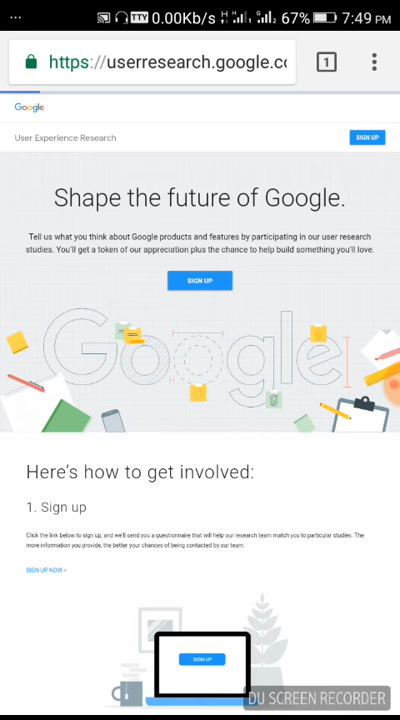 ... TTV 0.00Kb/s H H G 67% 7:49 PM
https://userresearch.google.co
1
Google
User Experience Research
SIGN UP
Shape the future of Google.
Tell us what you think about Google products and features by participating in our user research
studies. You'll get a token of our appreciation plus the chance to help build something you'll love.
SIGN UP
Google
g
Here's how to get involved:
1. Sign up
Click the link below to sign up, and we'll send you a questionnaire that will help our research team match you to particular studies. The
more information you provide, the better your chances of being contacted by our team.
SIGN UP NOW >
SIGN UP
DU SCREEN RECORDER